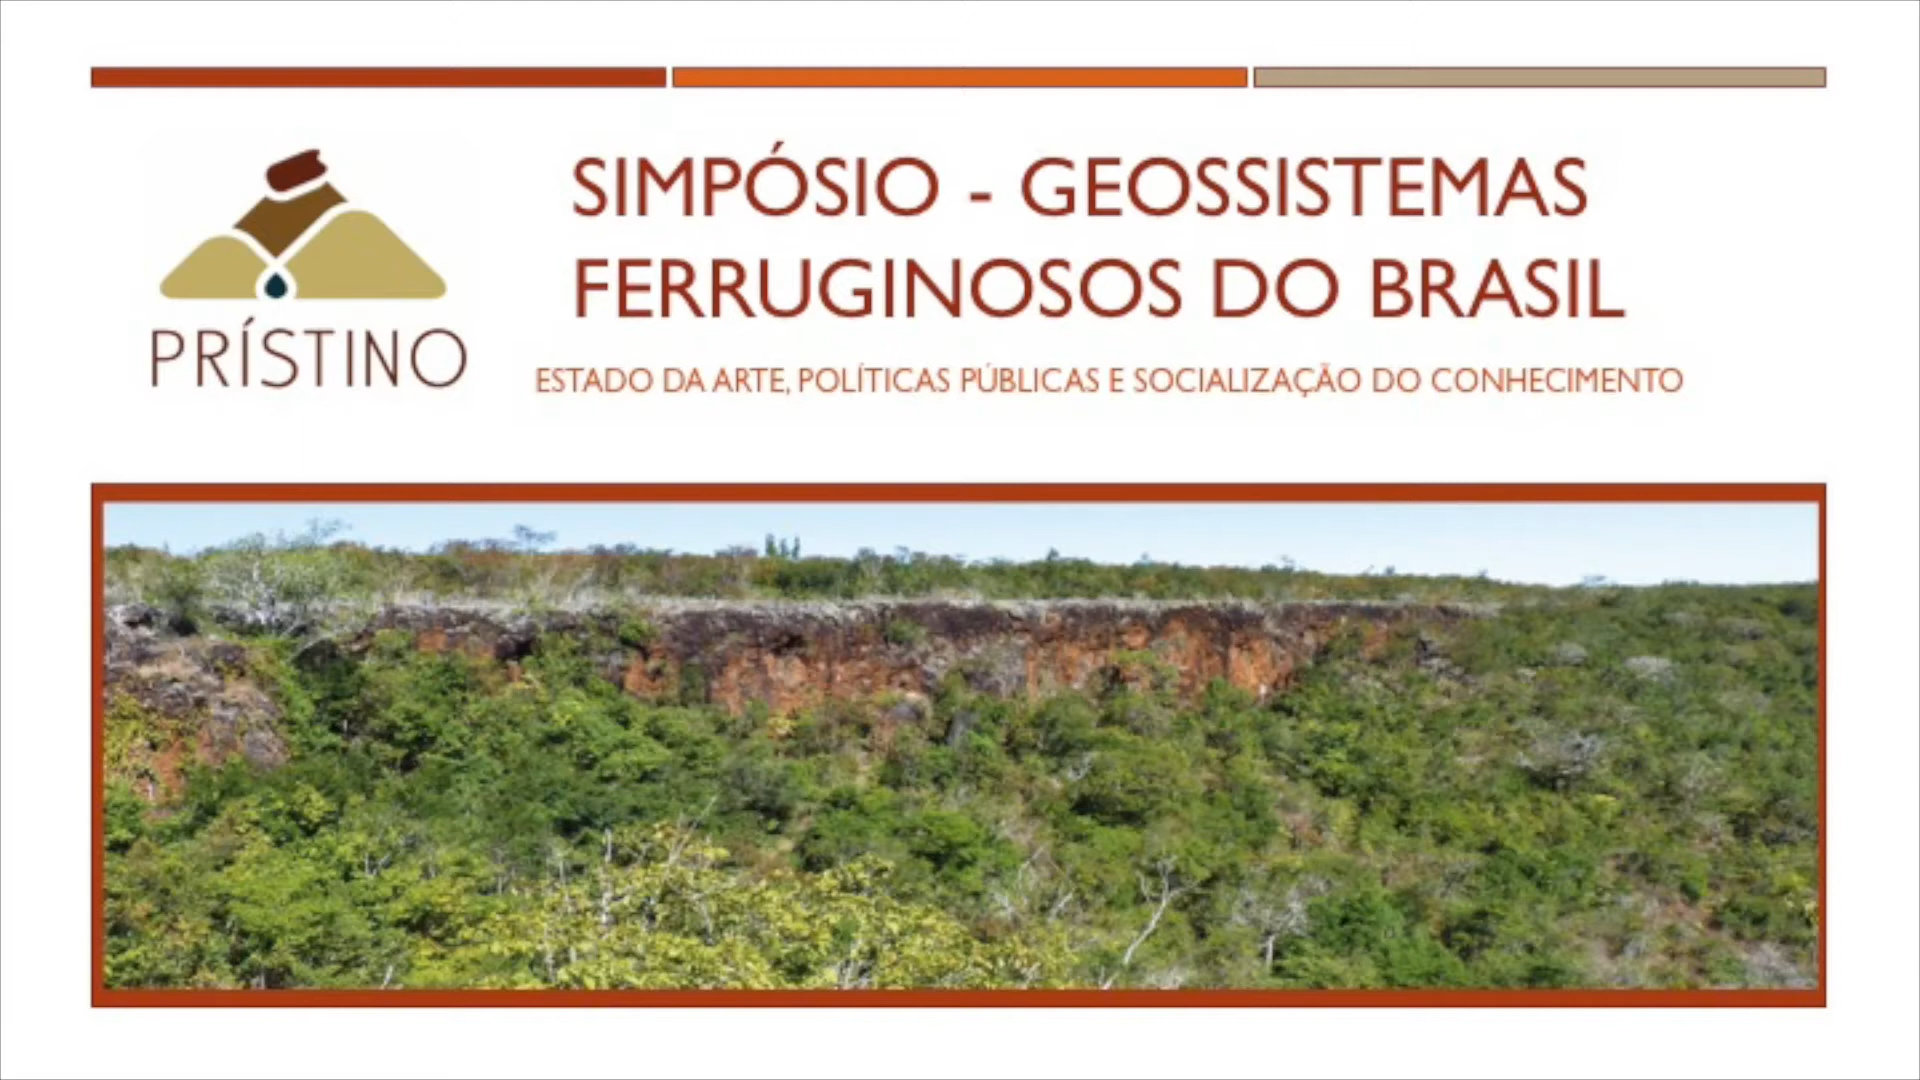 SIMPÓSIO - GEOSSISTEMAS
FERRUGINOSOS DO BRASIL
PRÍSTINO
ESTADO DA ARTE, POLÍTICAS PÚBLICAS E SOCIALIZAÇÃO DO CONHECIMENTO